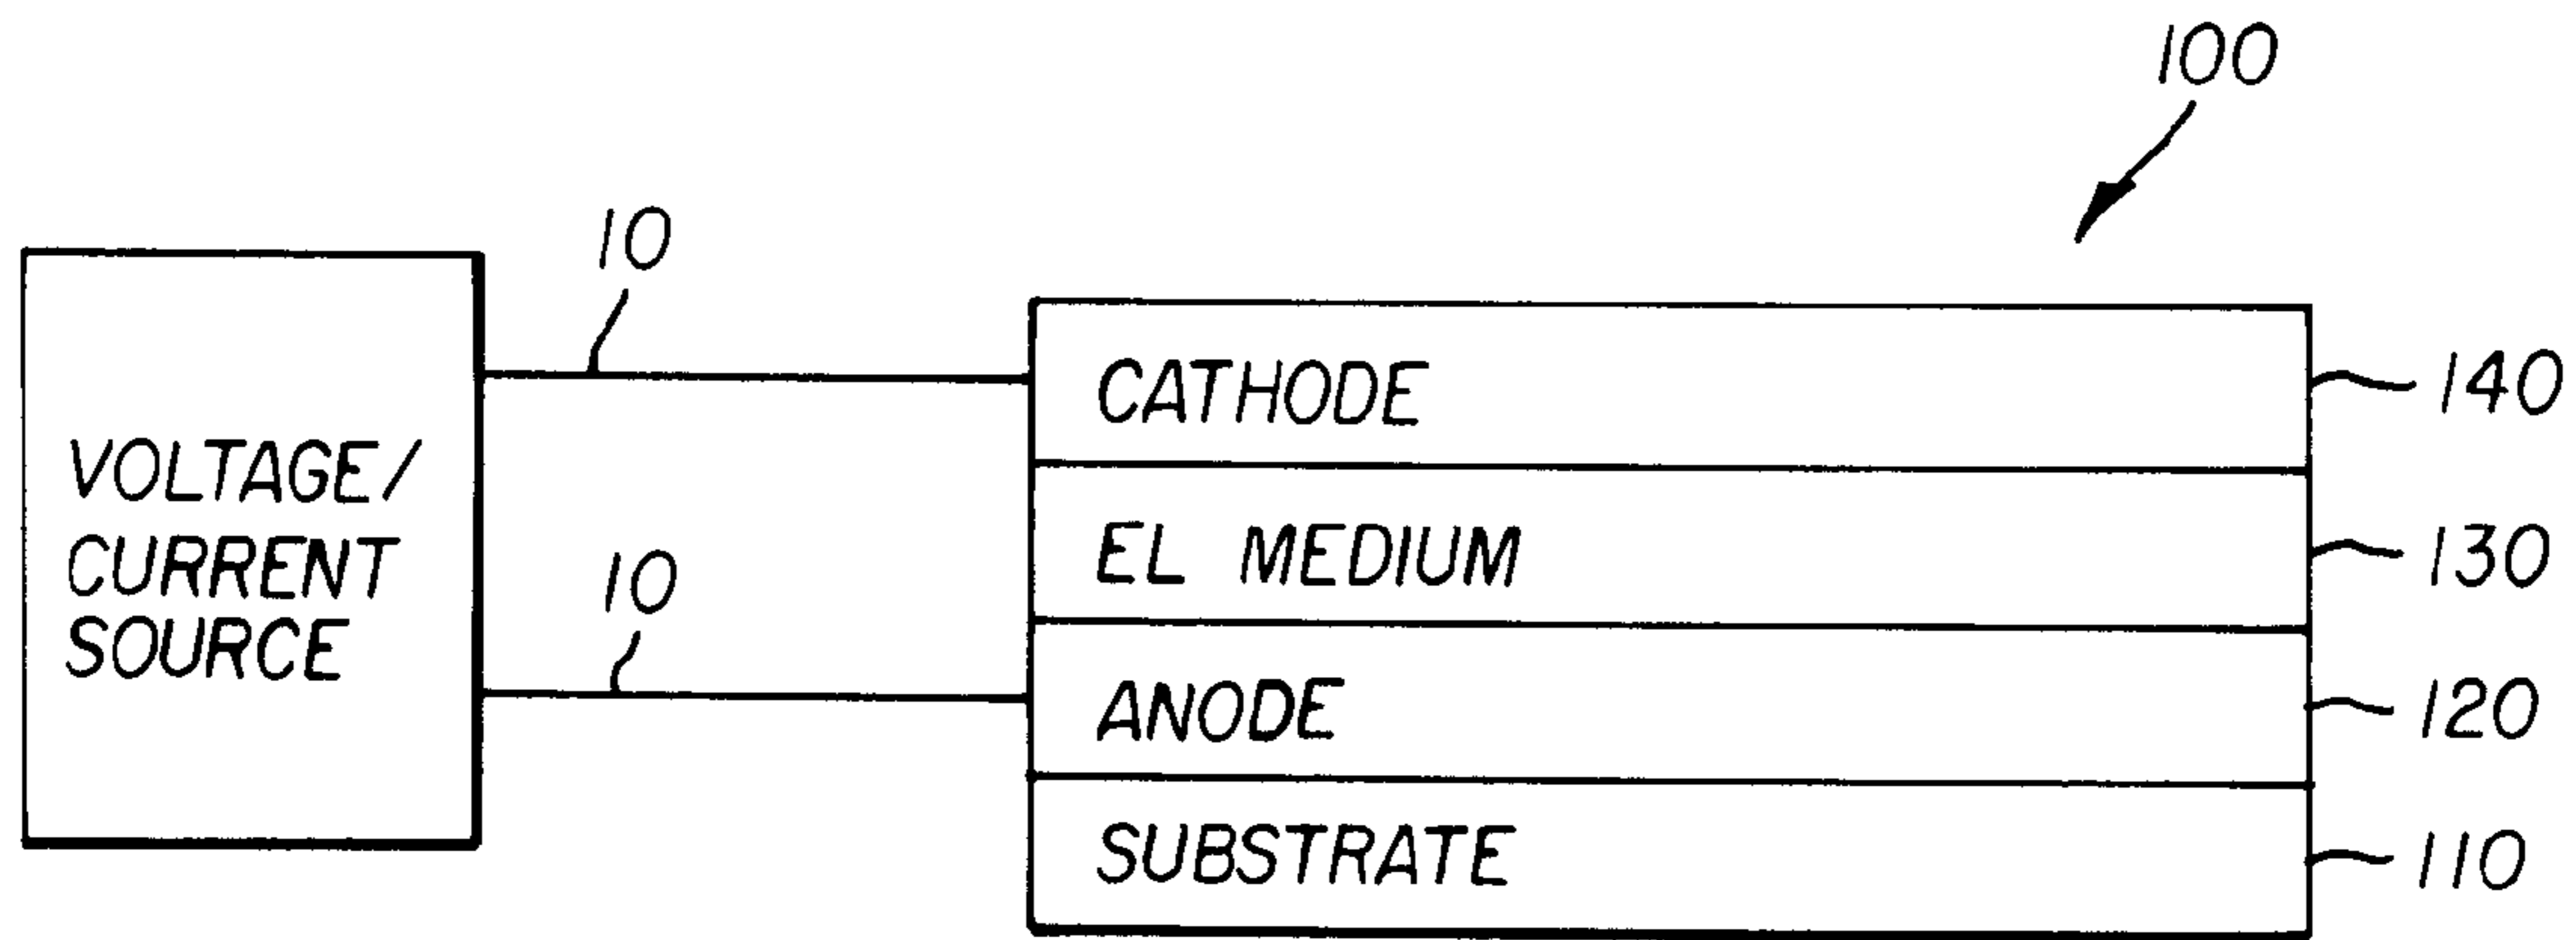 100
10
CATHODE
140
VOLTAGE/
CURRENT
SOURCE
EL MEDIUM
130
10
ANODE
120
SUBSTRATE
110